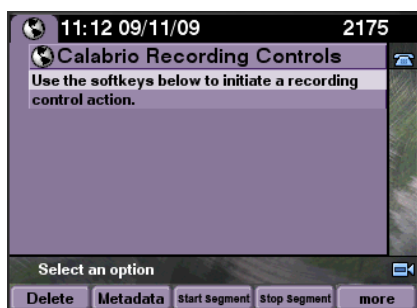 11:12 09/11/09 2175
Calabrio Recording Controls
Use the softkeys below to initiate a recording
control action.
Select an option
Delete Metadata Start Segment Stop Segment more